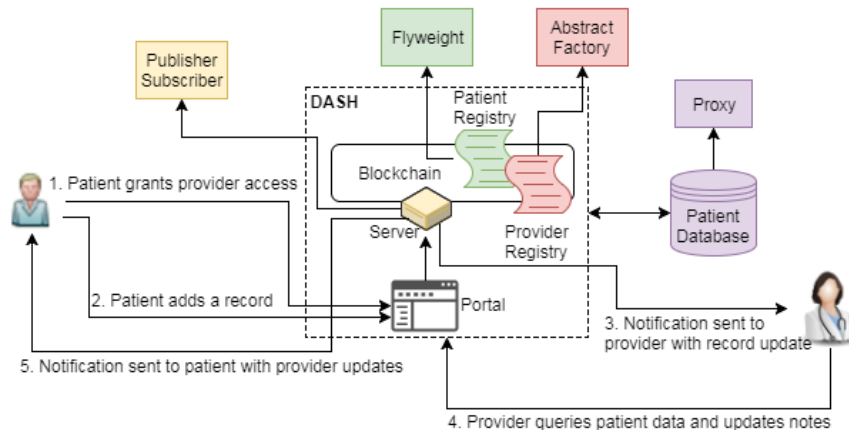 Flyweight
Abstract
Factory
Publisher
Subscriber
DASH
Patient
Registry
Proxy
1. Patient grants provider access
Blockchain
Server
Provider
Registry
Patient
Database
2. Patient adds a record
Portal
3. Notification sent to
provider with record update
5. Notification sent to patient with provider updates
4. Provider queries patient data and updates notes